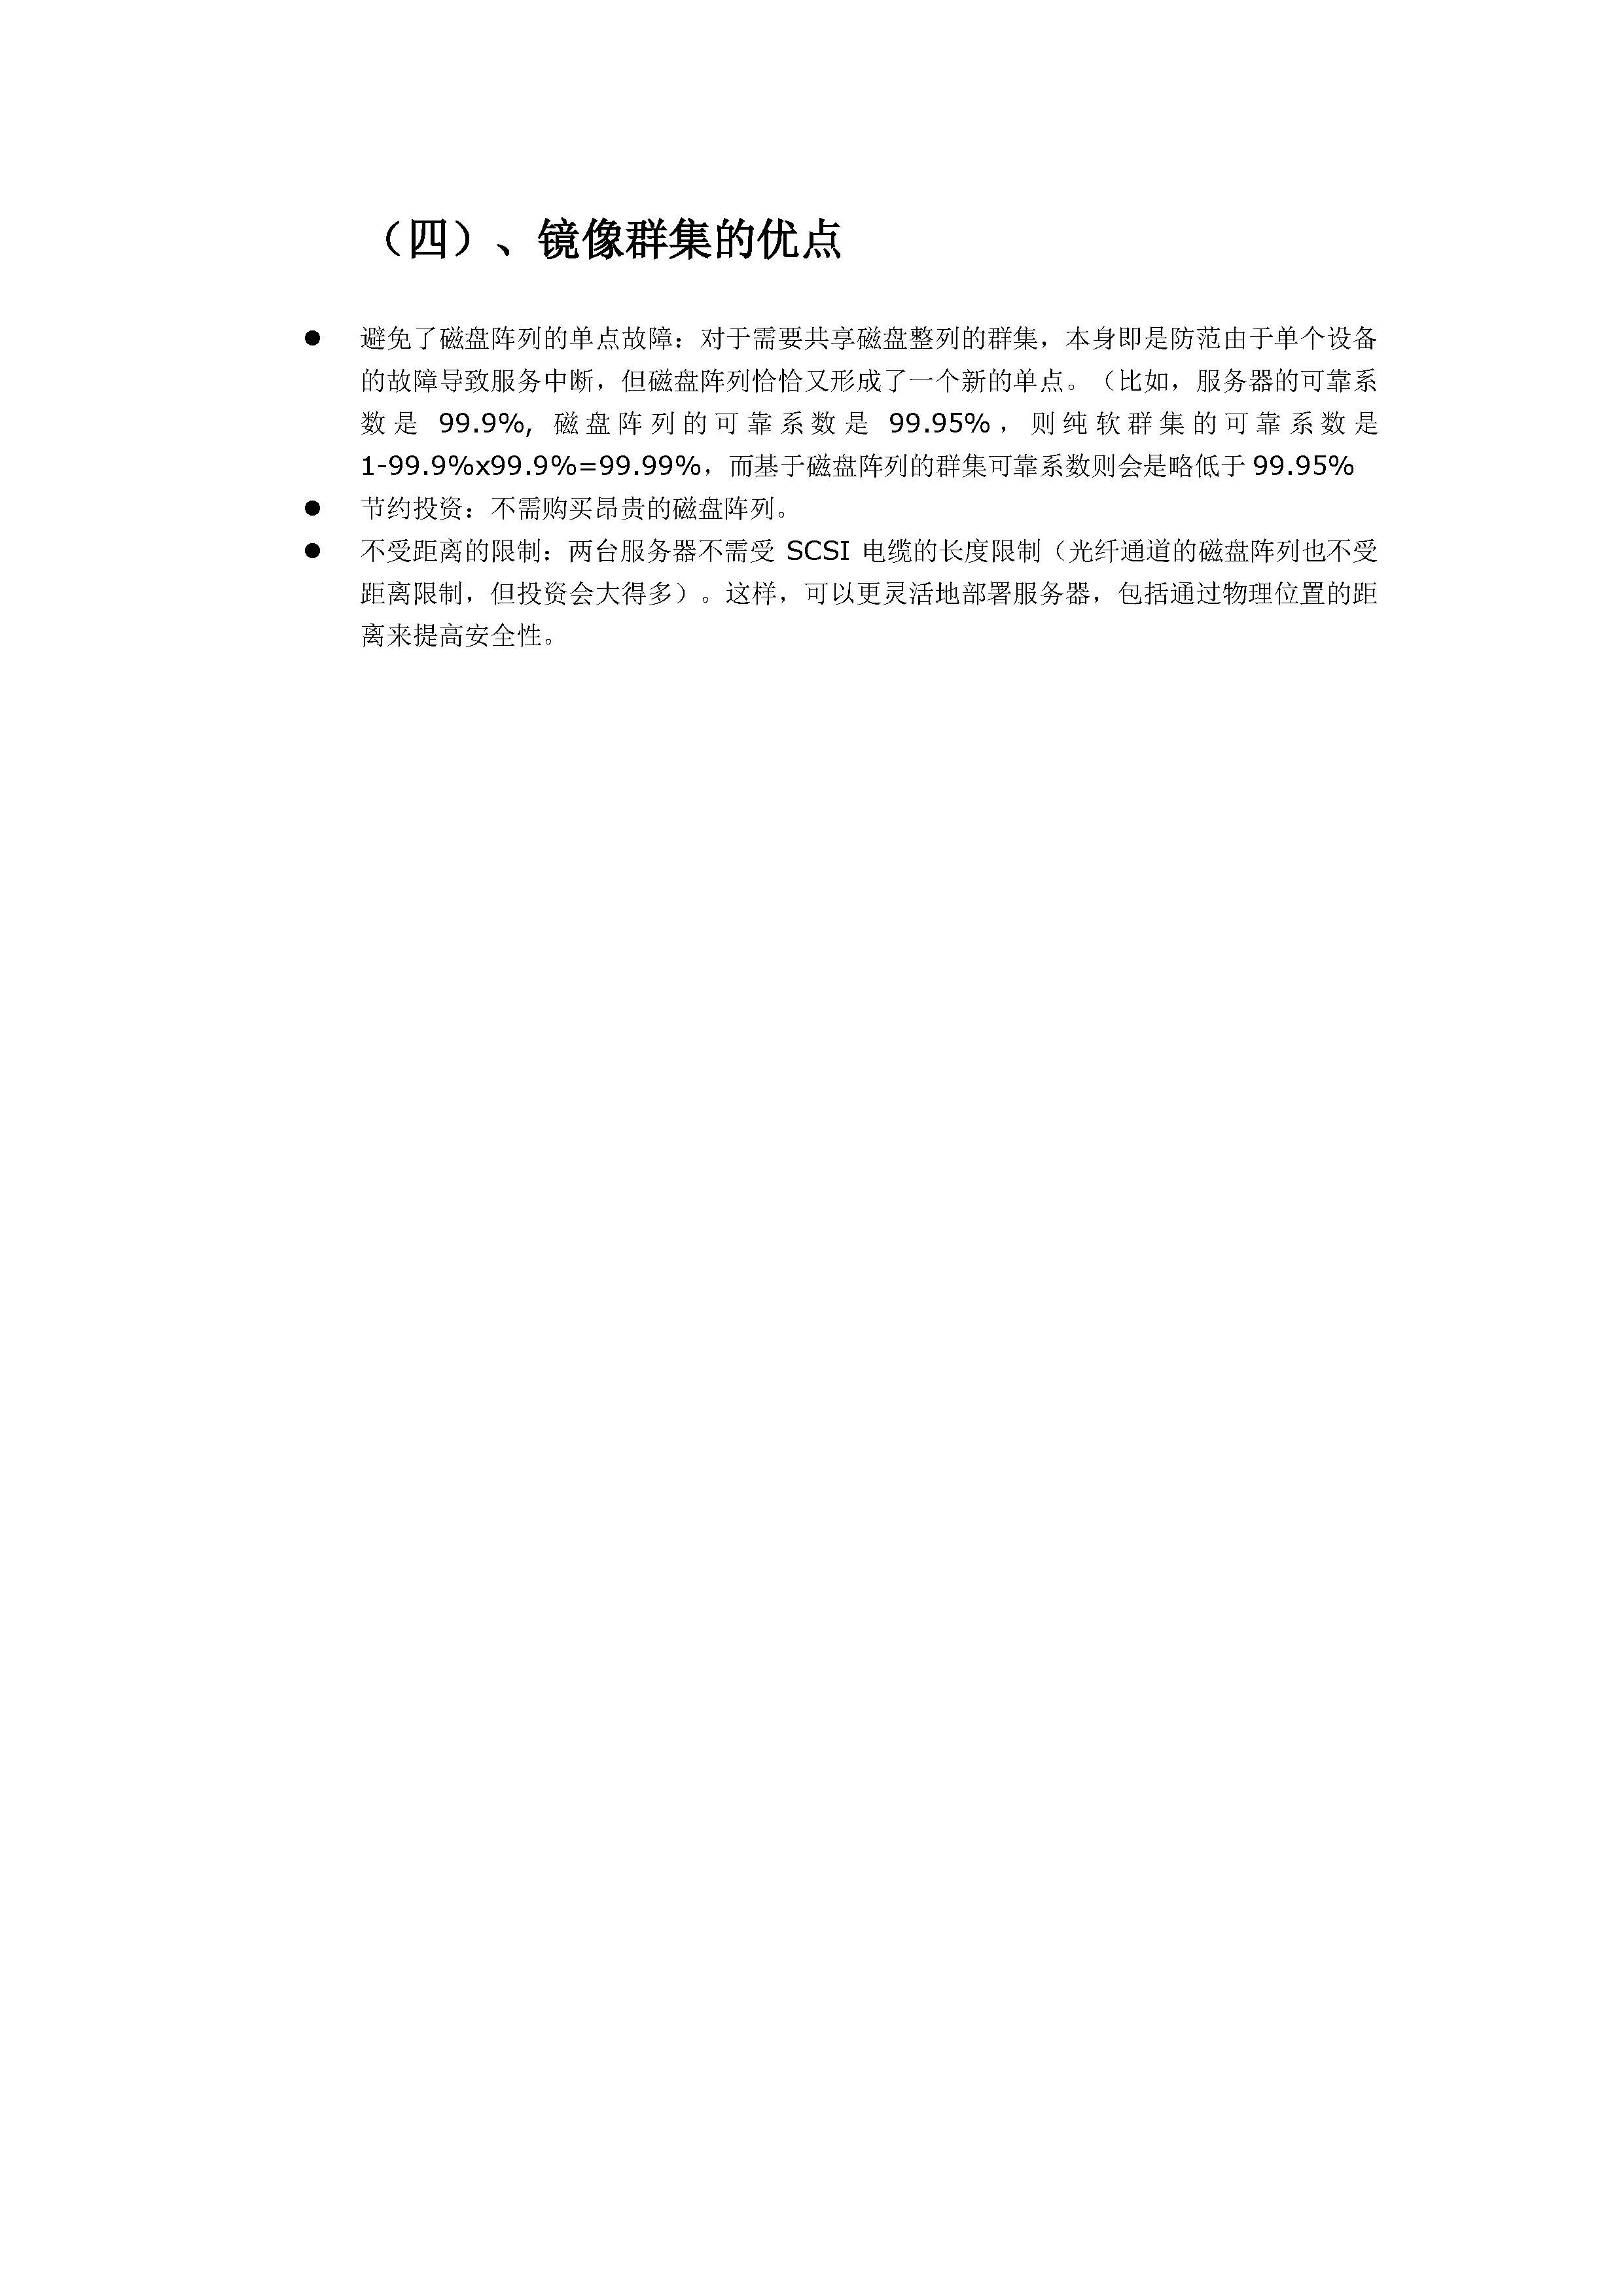 （四）、镜像群集的优点
● 避免了磁盘阵列的单点故障：对于需要共享磁盘整列的群集，本身即是防范由于单个设备
的故障导致服务中断，但磁盘阵列恰恰又形成了一个新的单点。（比如，服务器的可靠系
数是 99.9%, 磁盘阵列的可靠系数是 99.95%，则纯软群集的可靠系数是
1-99.9%x99.9%=99.99%，而基于磁盘阵列的群集可靠系数则会是略低于 99.95%
● 节约投资：不需购买昂贵的磁盘阵列。
● 不受距离的限制：两台服务器不需受 SCSI 电缆的长度限制（光纤通道的磁盘阵列也不受
距离限制，但投资会大得多）。这样，可以更灵活地部署服务器，包括通过物理位置的距
离来提高安全性。